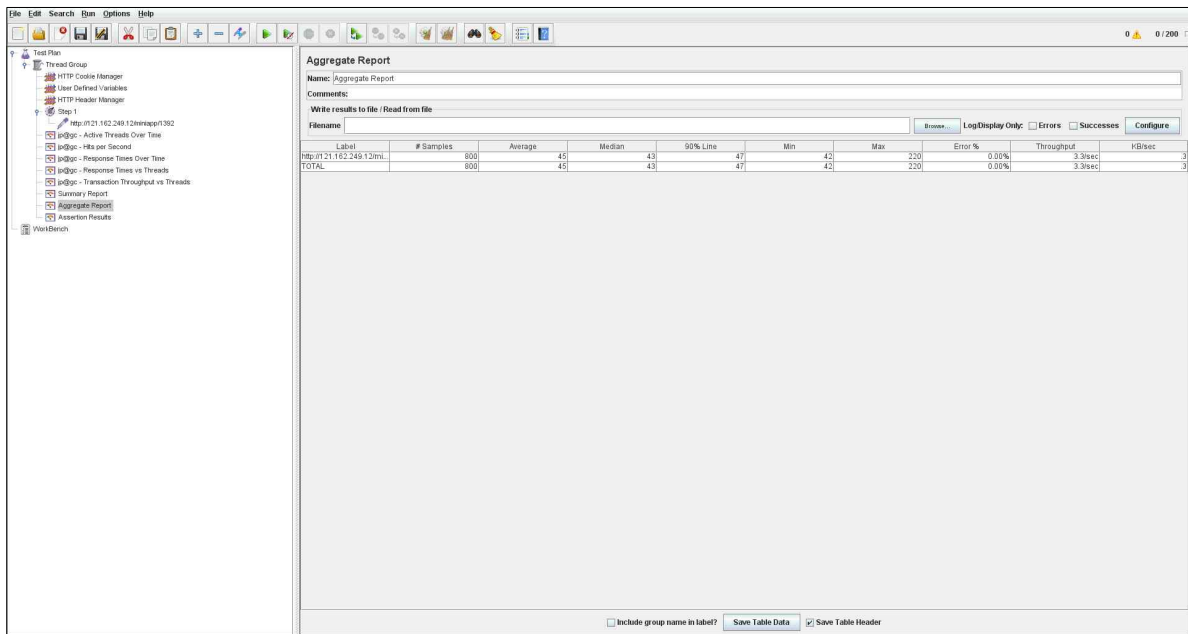 File Edit Search Run Options Help
0 0 / 200
Test Plan
Thread Group
HTTP Cookie Manager
User Defined Variables
HTTP Header Manager
Step 1
http://121.162.249.12/miniapp/1392
jp@gc - Active Threads Over Time
jp@gc - Hits per Second
jp@gc - Response Times Over Time
jp@gc - Response Times vs Threads
jp@gc - Transaction Throughput vs Threads
Summary Report
Aggregate Report
Assertion Results
WorkBench
Aggregate Report
Name: Aggregate Report
Comments:
Write results to file / Read from file
Filename Browse... Log/Display Only: Errors Successes Configure
Label # Samples Average Median 90% Line Min Max Error % Throughput KB/sec
http://121.162.249.12/mi... 800 45 43 47 42 220 0.00% 3.3/sec .3
TOTAL 800 45 43 47 42 220 0.00% 3.3/sec .3
Include group name in label? Save Table Data Save Table Header